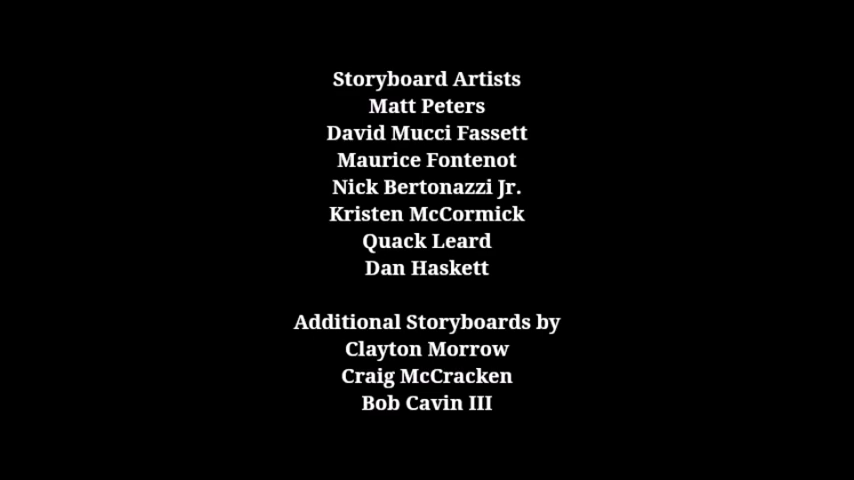 Storyboard Artists
Matt Peters
David Mucci Fassett
Maurice Fontenot
Nick Bertonazzi Jr.
Kristen McCormick
Quack Leard
Dan Haskett
Additional Storyboards by
Clayton Morrow
Craig McCracken
Bob Cavin III